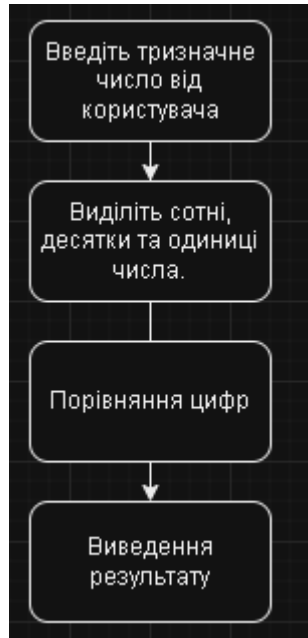 Введіть тризначне
число від
користувача
Виділіть сотні,
десятки та одиниці
числа.
Порівняння цифр
Виведення
результату